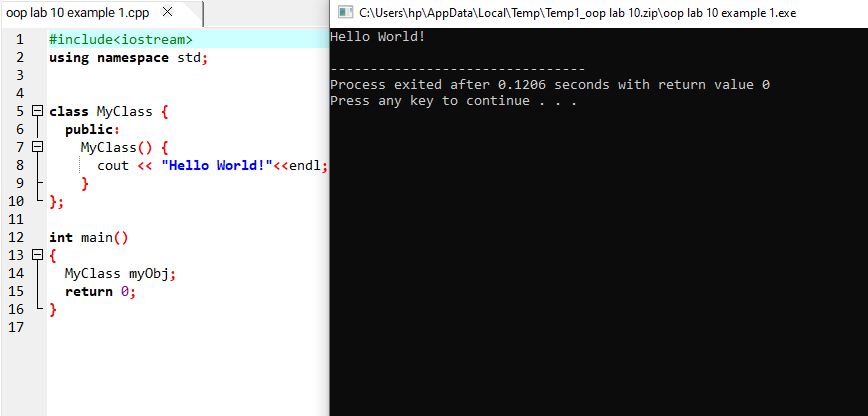 oop lab 10 example 1.cpp
1 #include<iostream>
2 using namespace std;
3
4
5 class MyClass {
6   public:
7     MyClass() {
8       cout << "Hello World!"<<endl;
9     }
10 };
11
12 int main()
13 {
14   MyClass myObj;
15   return 0;
16 }
17
C:\Users\hp\AppData\Local\Temp\Temp1_oop lab 10.zip\oop lab 10 example 1.exe
Hello World!
--------------------------------
Process exited after 0.1206 seconds with return value 0
Press any key to continue . . .